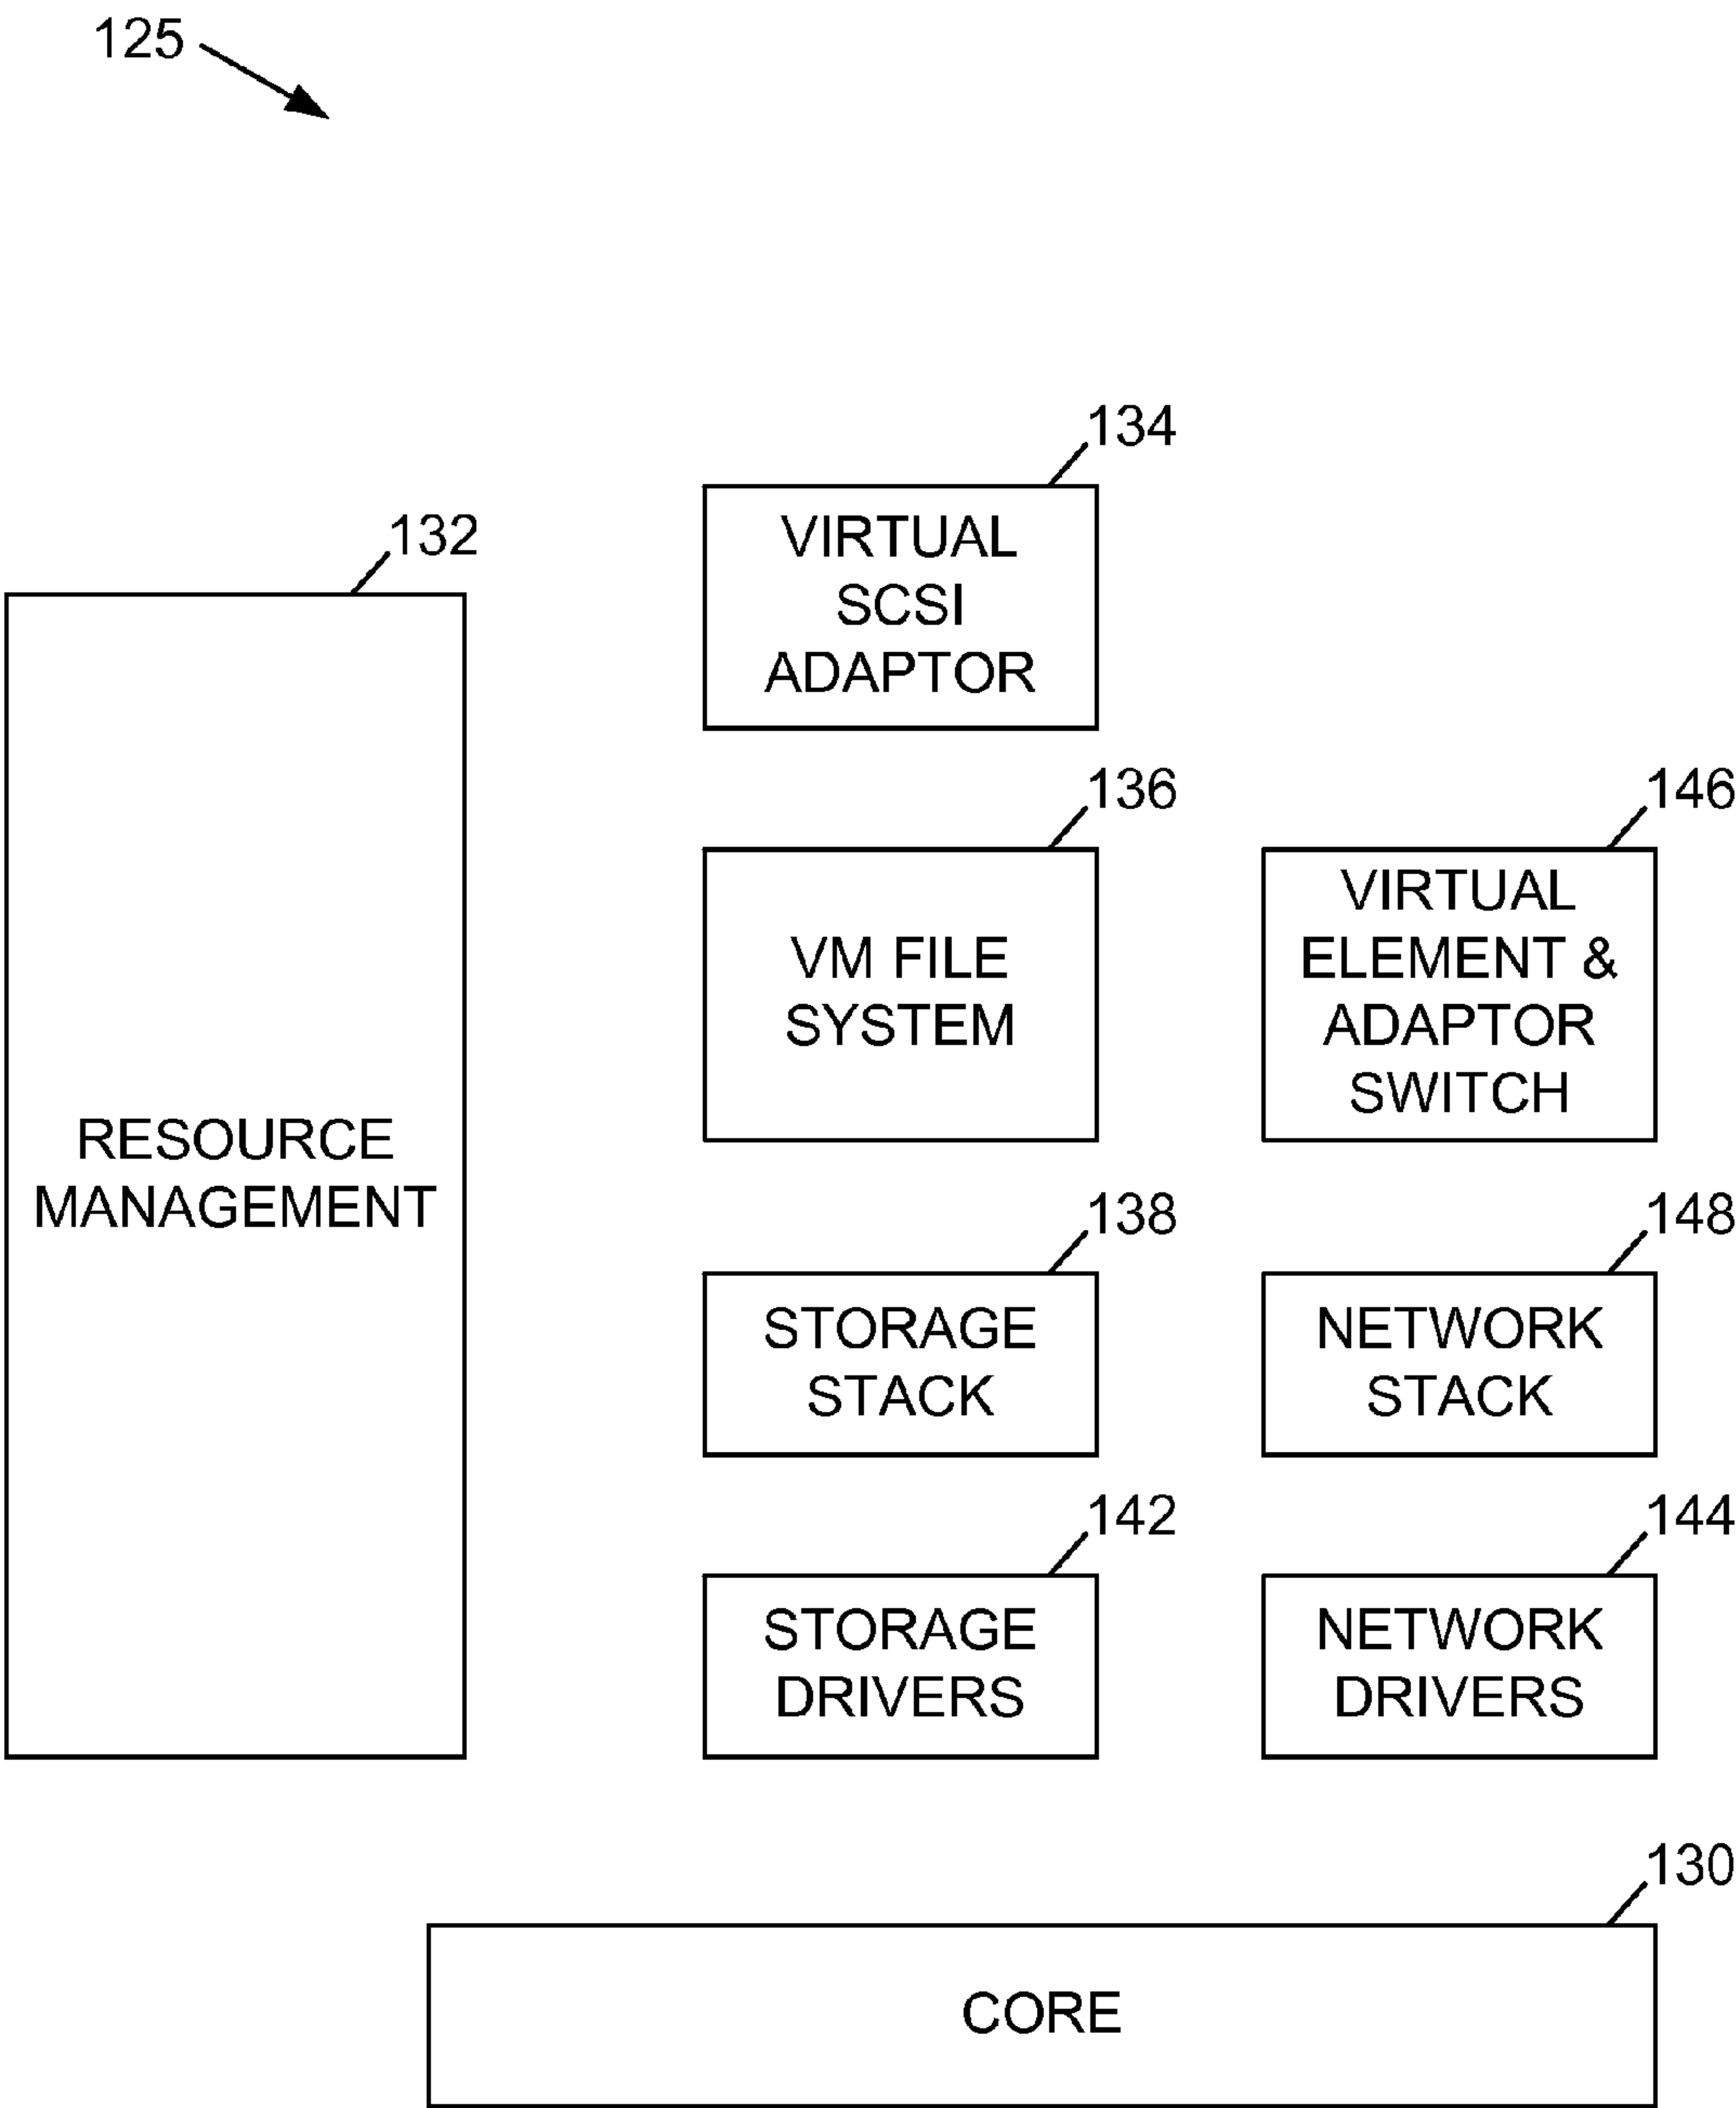 125
134
VIRTUAL
SCSI
ADAPTOR
132
RESOURCE
MANAGEMENT
136
VM FILE
SYSTEM
146
VIRTUAL
ELEMENT &
ADAPTOR
SWITCH
138
STORAGE
STACK
148
NETWORK
STACK
142
STORAGE
DRIVERS
144
NETWORK
DRIVERS
130
CORE